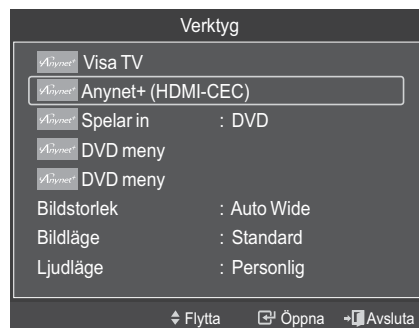 Verktyg
Anynet+ Visa TV
Anynet+ Anynet+ (HDMI-CEC)
Anynet+ Spelar in : DVD
Anynet+ DVD meny
Anynet+ DVD meny
Bildstorlek : Auto Wide
Bildläge : Standard
Ljudläge : Personlig
Flytta Öppna Avsluta